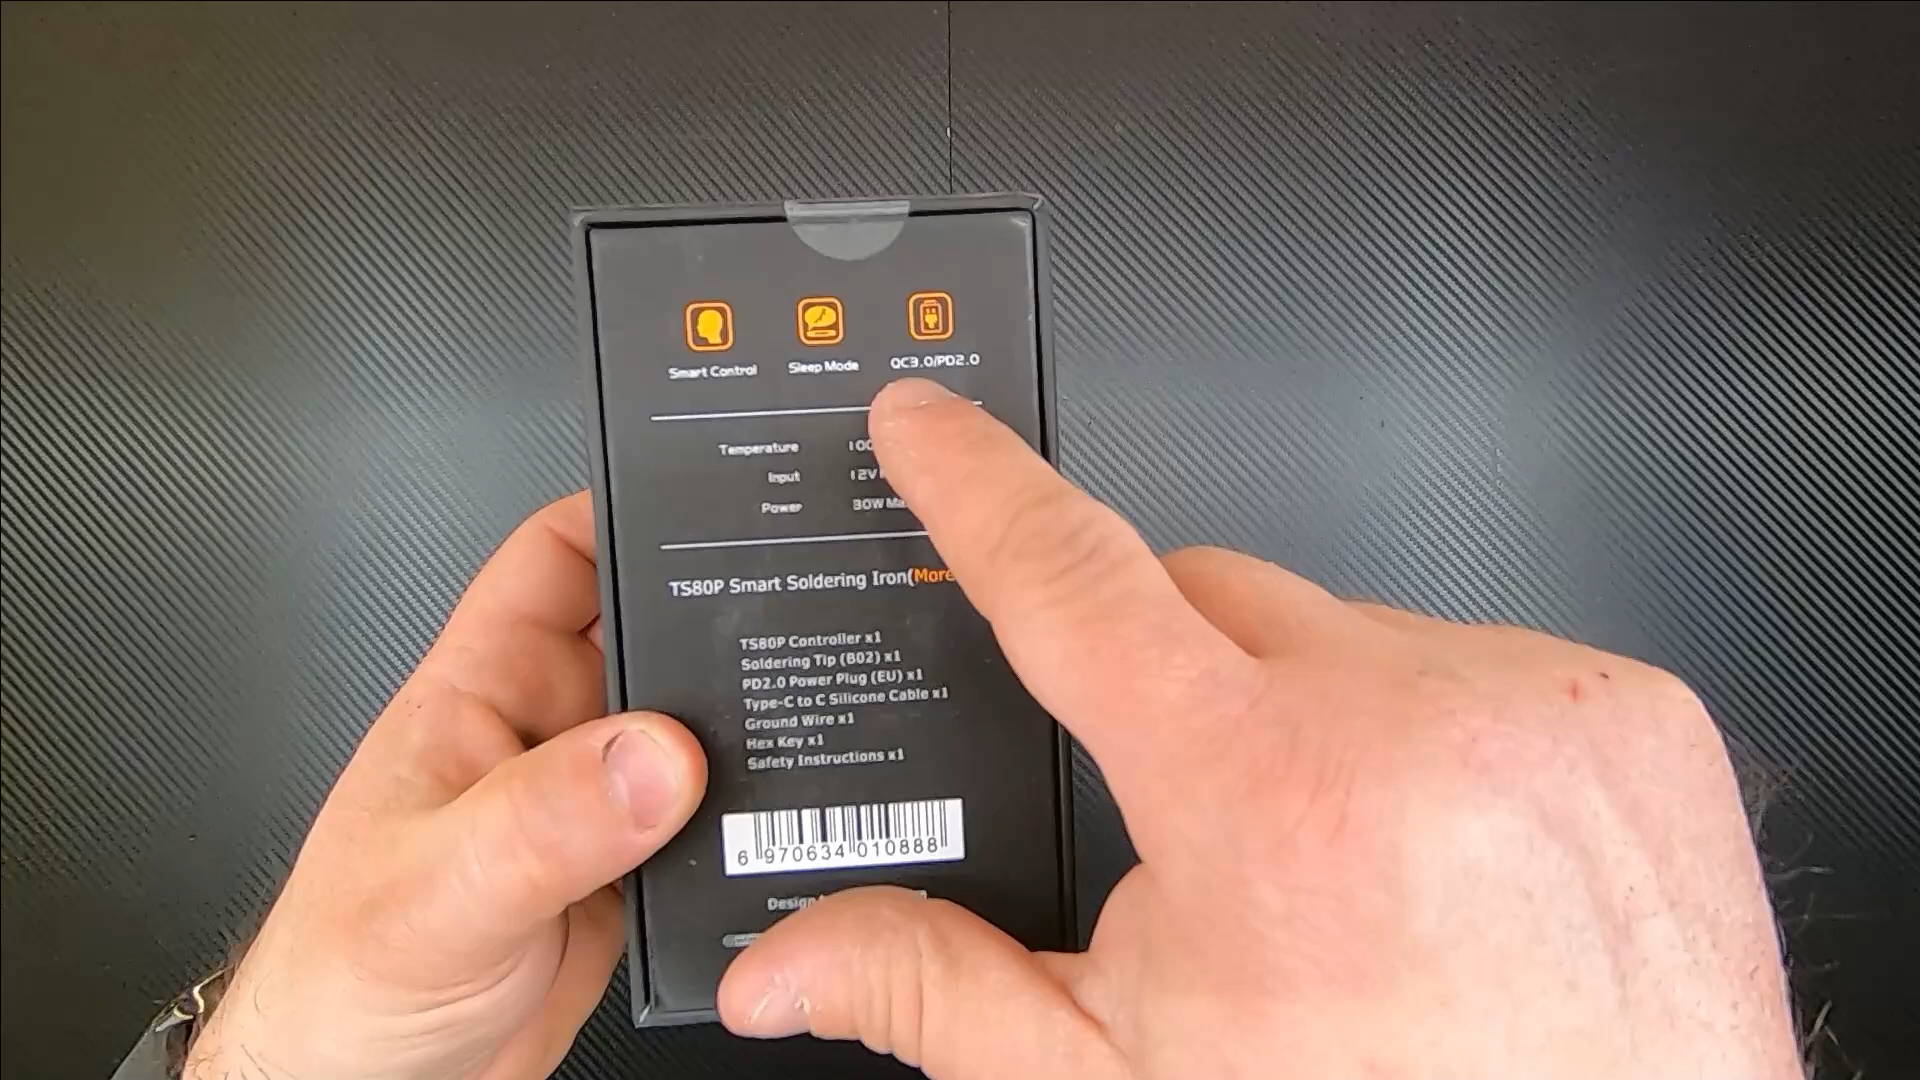 Smart Control
Sleep Mode
QC3.0/PD2.0
Temperature
Input
Power 30W
TS80P Smart Soldering Iron(More
TS80P Controller x1
Soldering Tip (B02) x1
PD2.0 Power Plug (EU) x1
Type-C to C Silicone Cable x1
Ground Wire x1
Hex Key x1
Safety Instructions x1
6 970634 010888